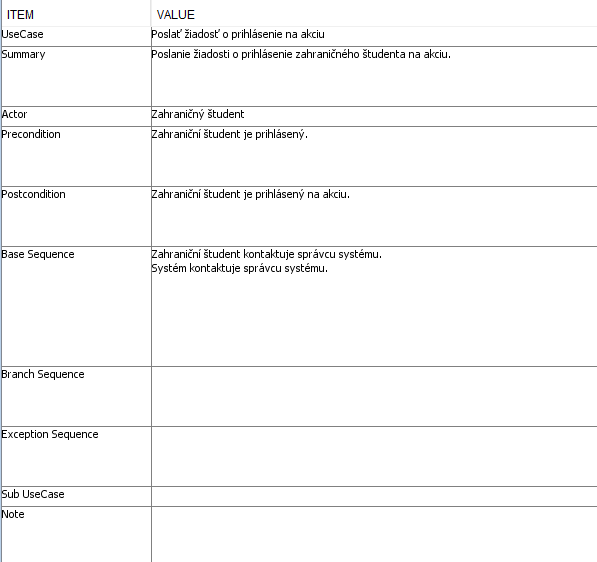 ITEM VALUE
UseCase Poslať žiadosť o prihlásenie na akciu
Summary Poslanie žiadosti o prihlásenie zahraničného študenta na akciu.
Actor Zahraničný študent
Precondition Zahraniční študent je prihlásený.
Postcondition Zahraniční študent je prihlásený na akciu.
Base Sequence Zahraniční študent kontaktuje správcu systému.
Systém kontaktuje správcu systému.
Branch Sequence
Exception Sequence
Sub UseCase
Note